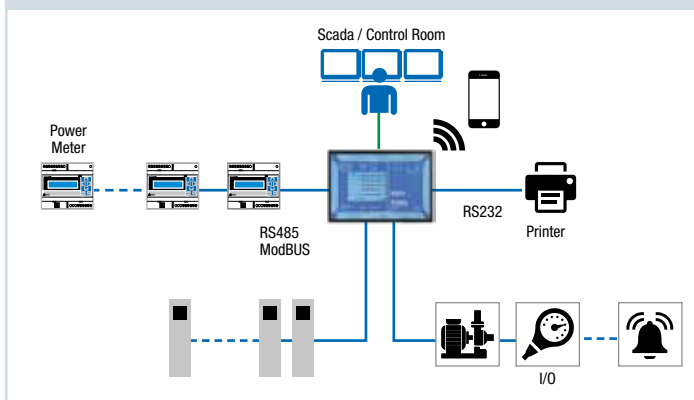 Scada / Control Room
Power
Meter
RS485
ModBUS
RS232
Printer
I/O